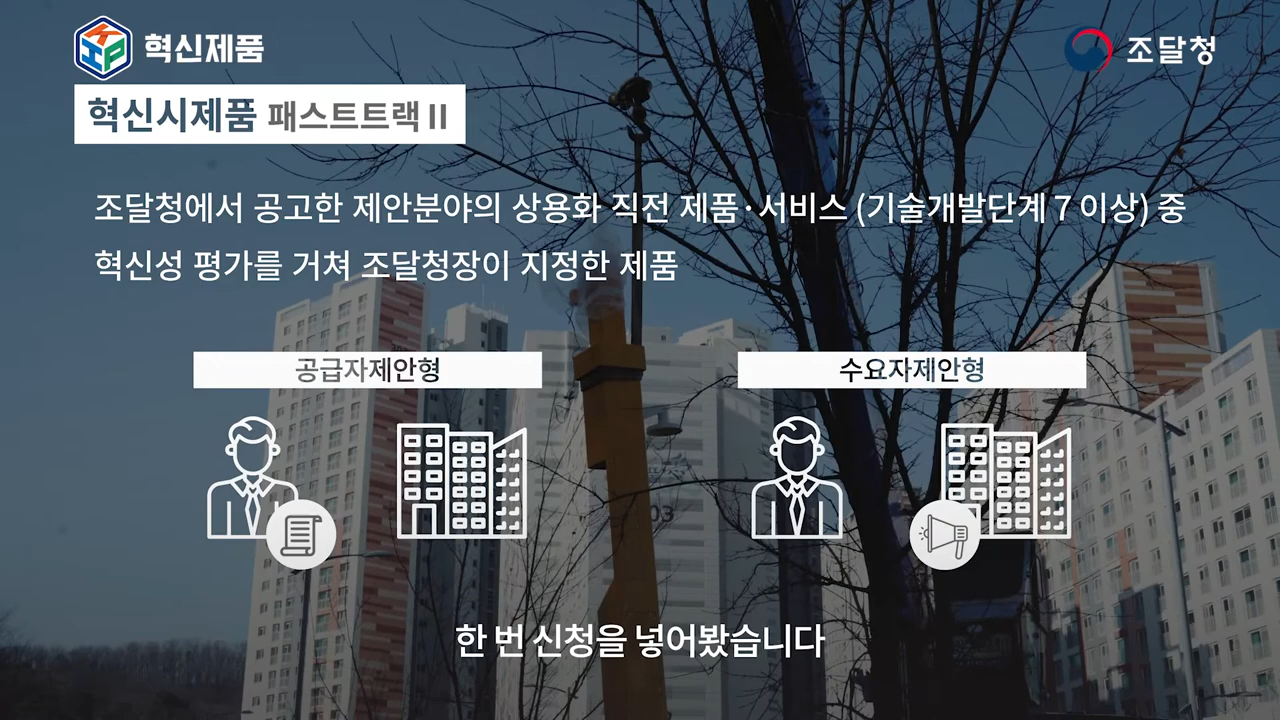 혁신제품
조달청
혁신시제품 패스트트랙 II
조달청에서 공고한 제안분야의 상용화 직전 제품·서비스 (기술개발단계 7 이상) 중
혁신성 평가를 거쳐 조달청장이 지정한 제품
공급자제안형
수요자제안형
한 번 신청을 넣어봤습니다